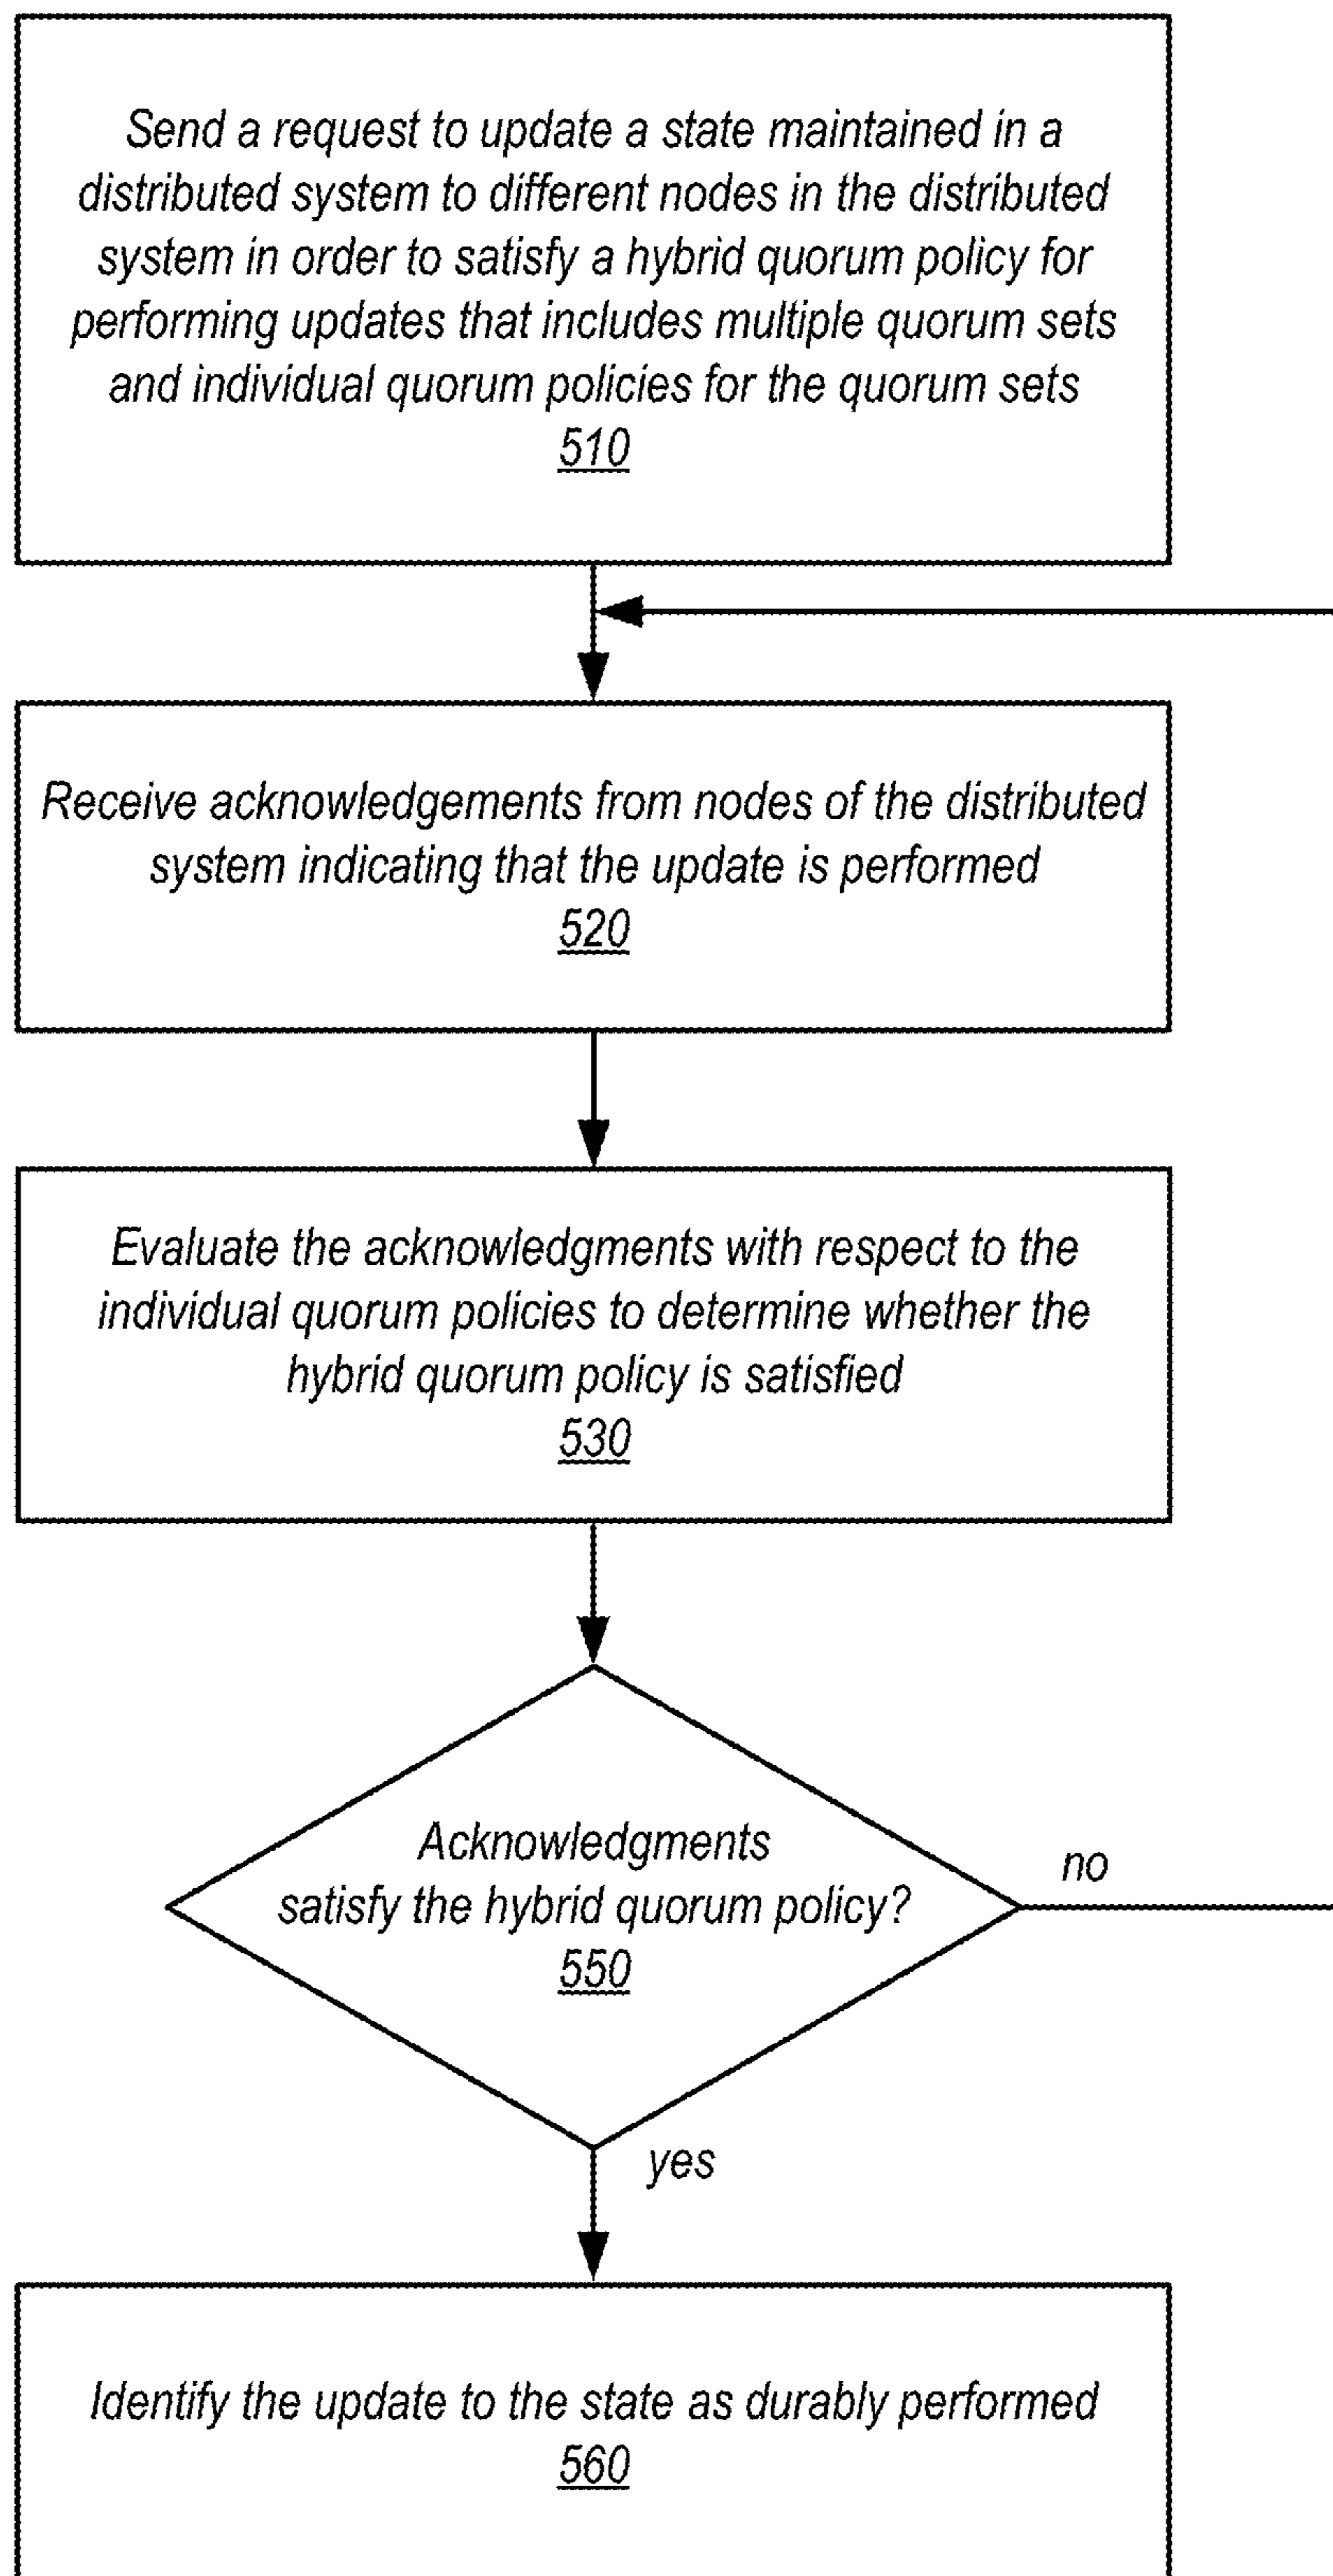 Send a request to update a state maintained in a
distributed system to different nodes in the distributed
system in order to satisfy a hybrid quorum policy for
performing updates that includes multiple quorum sets
and individual quorum policies for the quorum sets
510
Receive acknowledgements from nodes of the distributed
system indicating that the update is performed
520
Evaluate the acknowledgments with respect to the
individual quorum policies to determine whether the
hybrid quorum policy is satisfied
530
Acknowledgments
satisfy the hybrid quorum policy?
550
no
yes
Identify the update to the state as durably performed
560